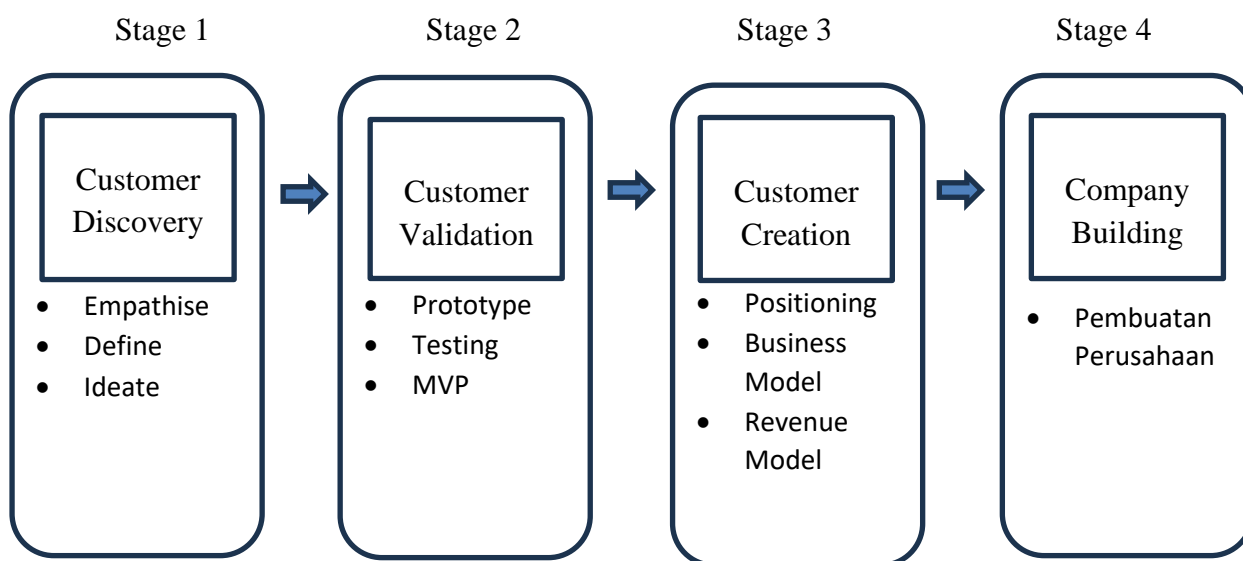 Stage 1
Stage 2
Stage 3
Stage 4
Customer
Discovery
• Empathise
• Define
• Ideate
Customer
Validation
• Prototype
• Testing
• MVP
Customer
Creation
• Positioning
• Business
Model
• Revenue
Model
Company
Building
• Pembuatan
Perusahaan